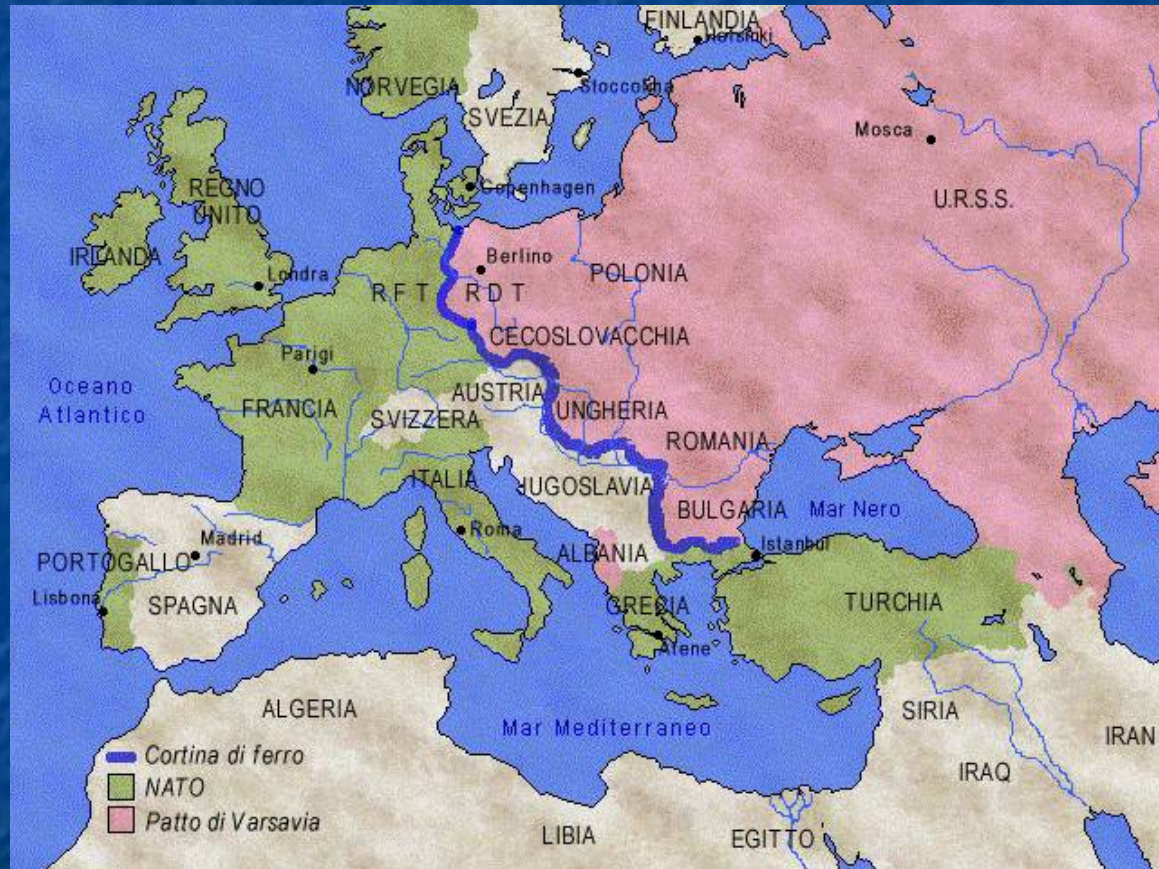 FINLANDIA
Helsinki
NORVEGIA
Stoccolma
SVEZIA
Mosca
Copenhagen
REGNO
UNITO
U.R.S.S.
IRLANDA
Berlino
Londra
POLONIA
RFT
RDT
CECOSLOVACCHIA
Parigi
Oceano
Atlantico
AUSTRIA
FRANCIA
SVIZZERA
UNGHERIA
ROMANIA
ITALIA
JUGOSLAVIA
BULGARIA
Mar Nero
Roma
Madrid
Istanbul
ALBANIA
PORTOGALLO
Lisbona
SPAGNA
GRECIA
TURCHIA
Atene
ALGERIA
SIRIA
Mar Mediterraneo
IRAN
Cortina di ferro
IRAQ
NATO
Patto di Varsavia
LIBIA
EGITTO